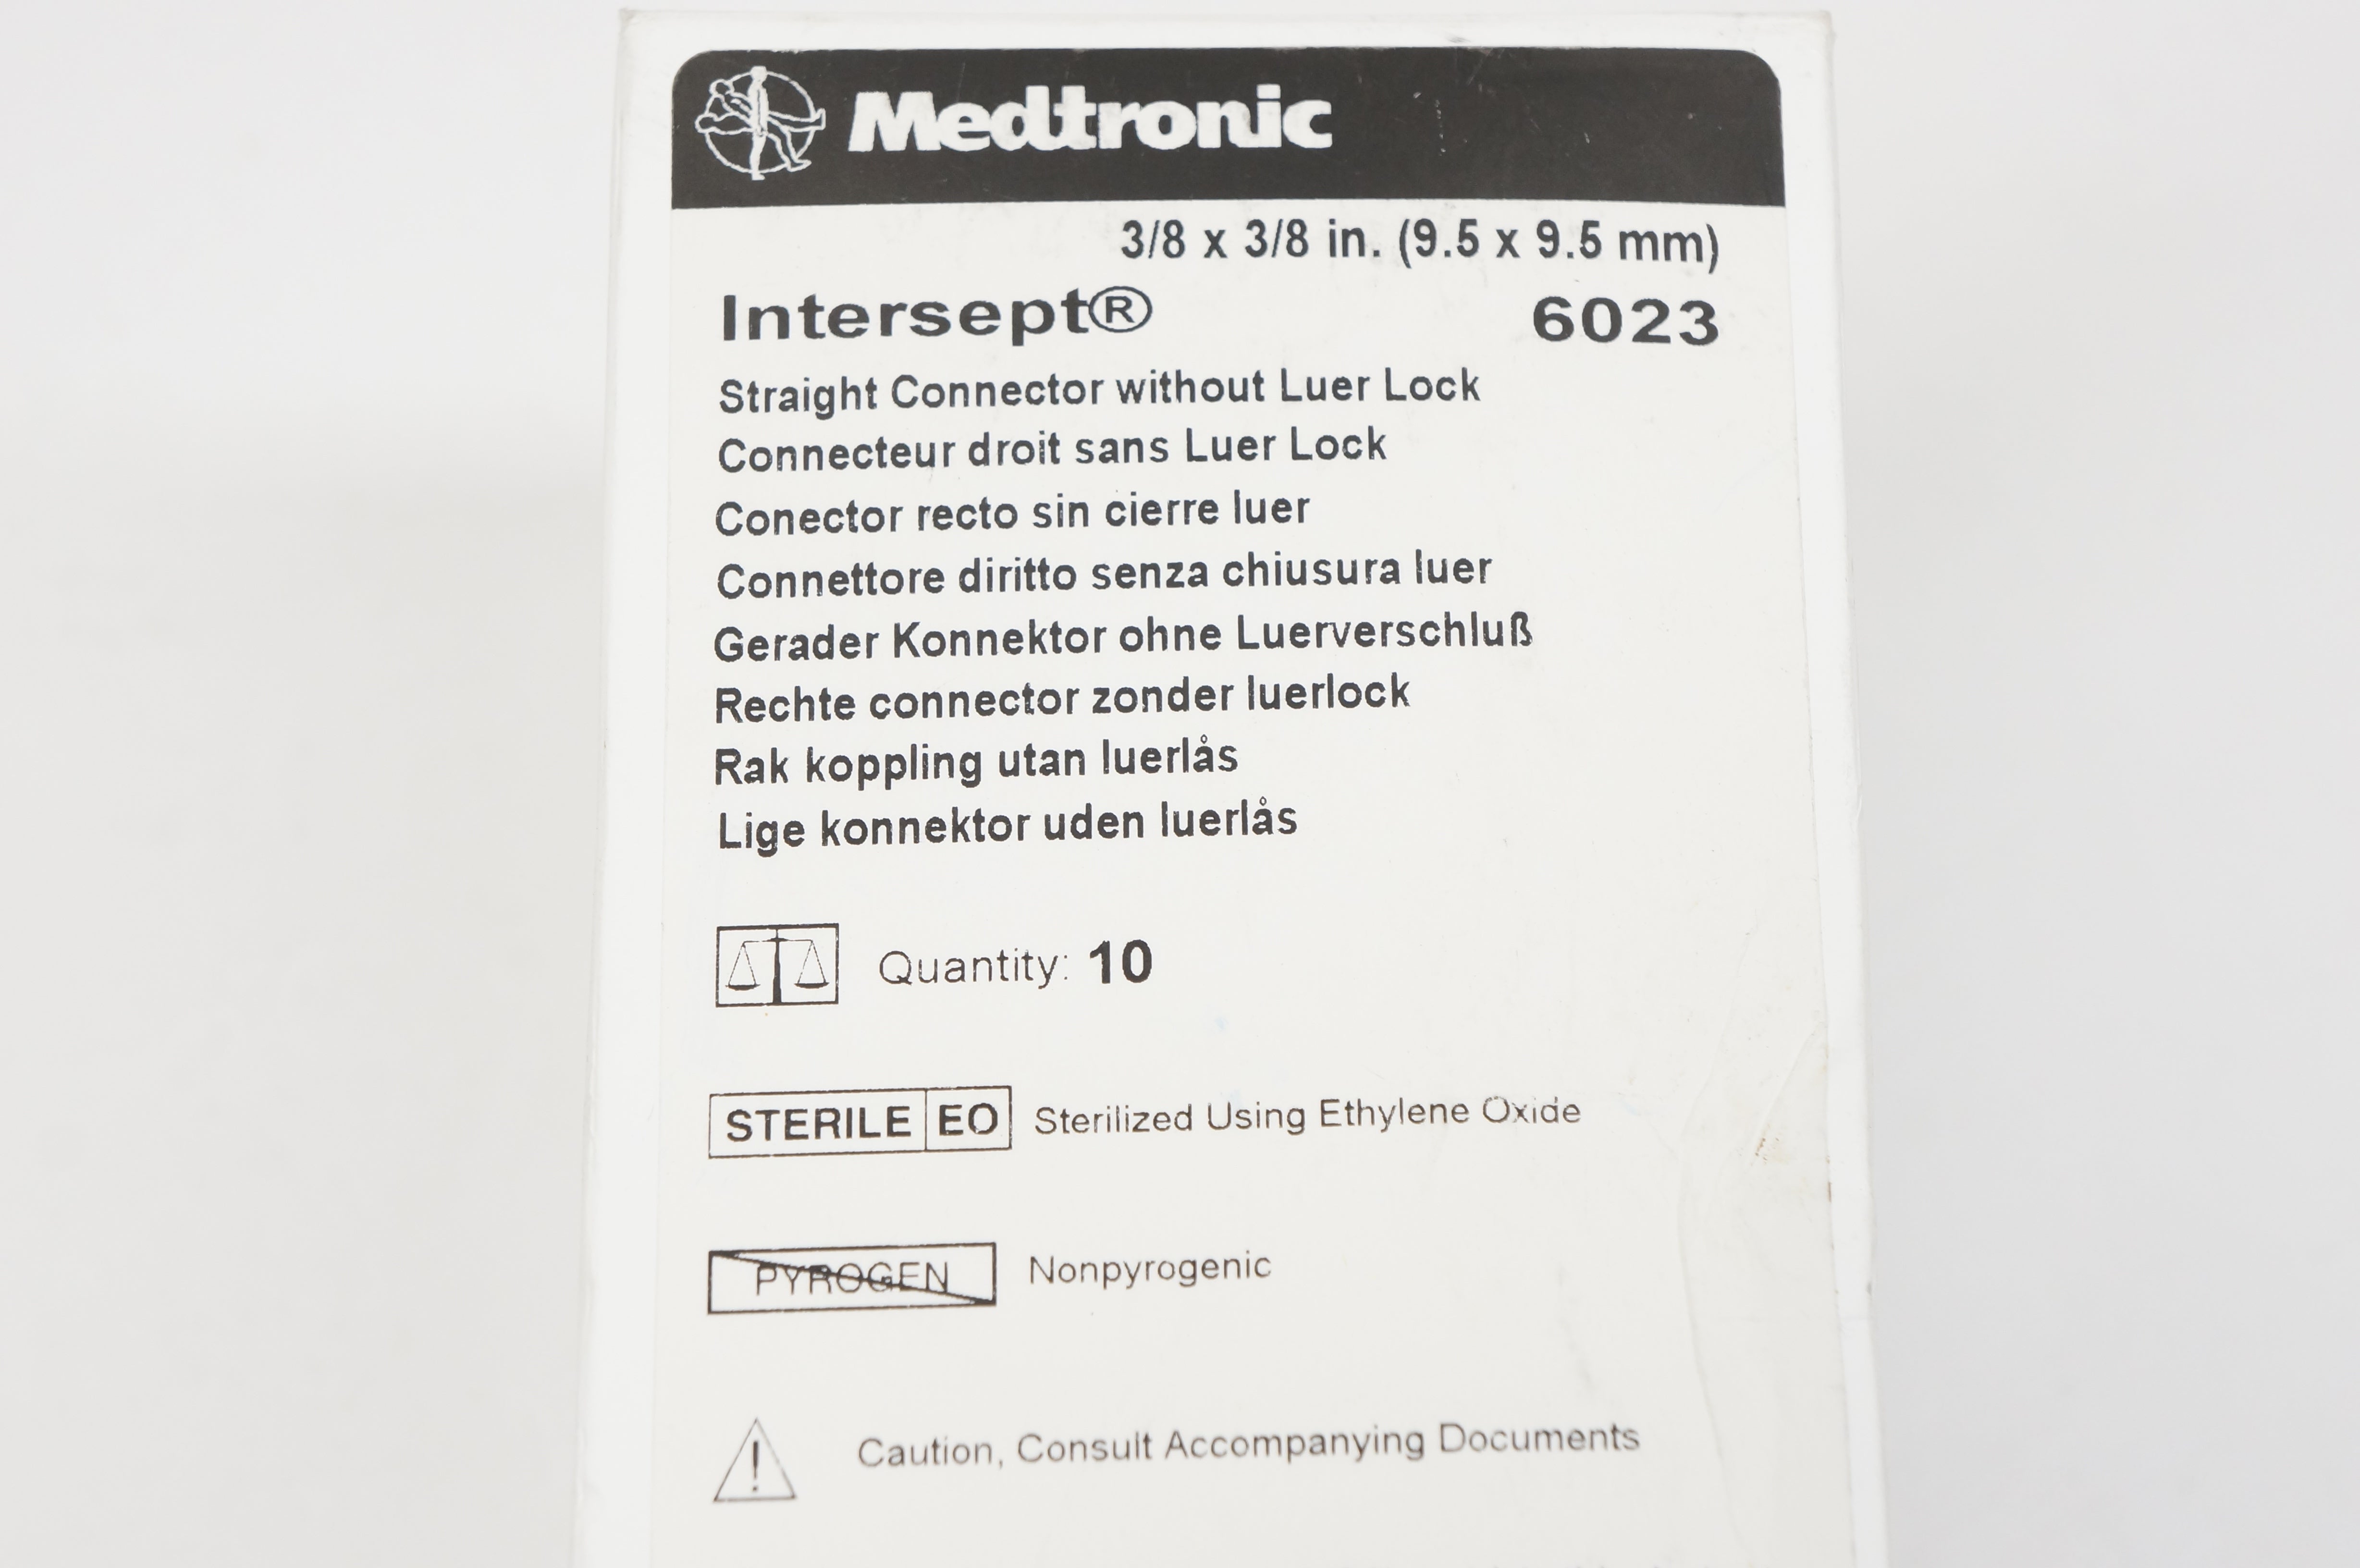 Medtronic
3/8 x 3/8 in. (9.5 x 9.5 mm)
Intersept® 6023
Straight Connector without Luer Lock
Connecteur droit sans Luer Lock
Conector recto sin cierre luer
Connettore diritto senza chiusura luer
Gerader Konnektor ohne Luerverschluß
Rechte connector zonder luerlock
Rak koppling utan luerlås
Lige konnektor uden luerlås
Quantity: 10
STERILE EO Sterilized Using Ethylene Oxide
PYROGEN Nonpyrogenic
! Caution, Consult Accompanying Documents